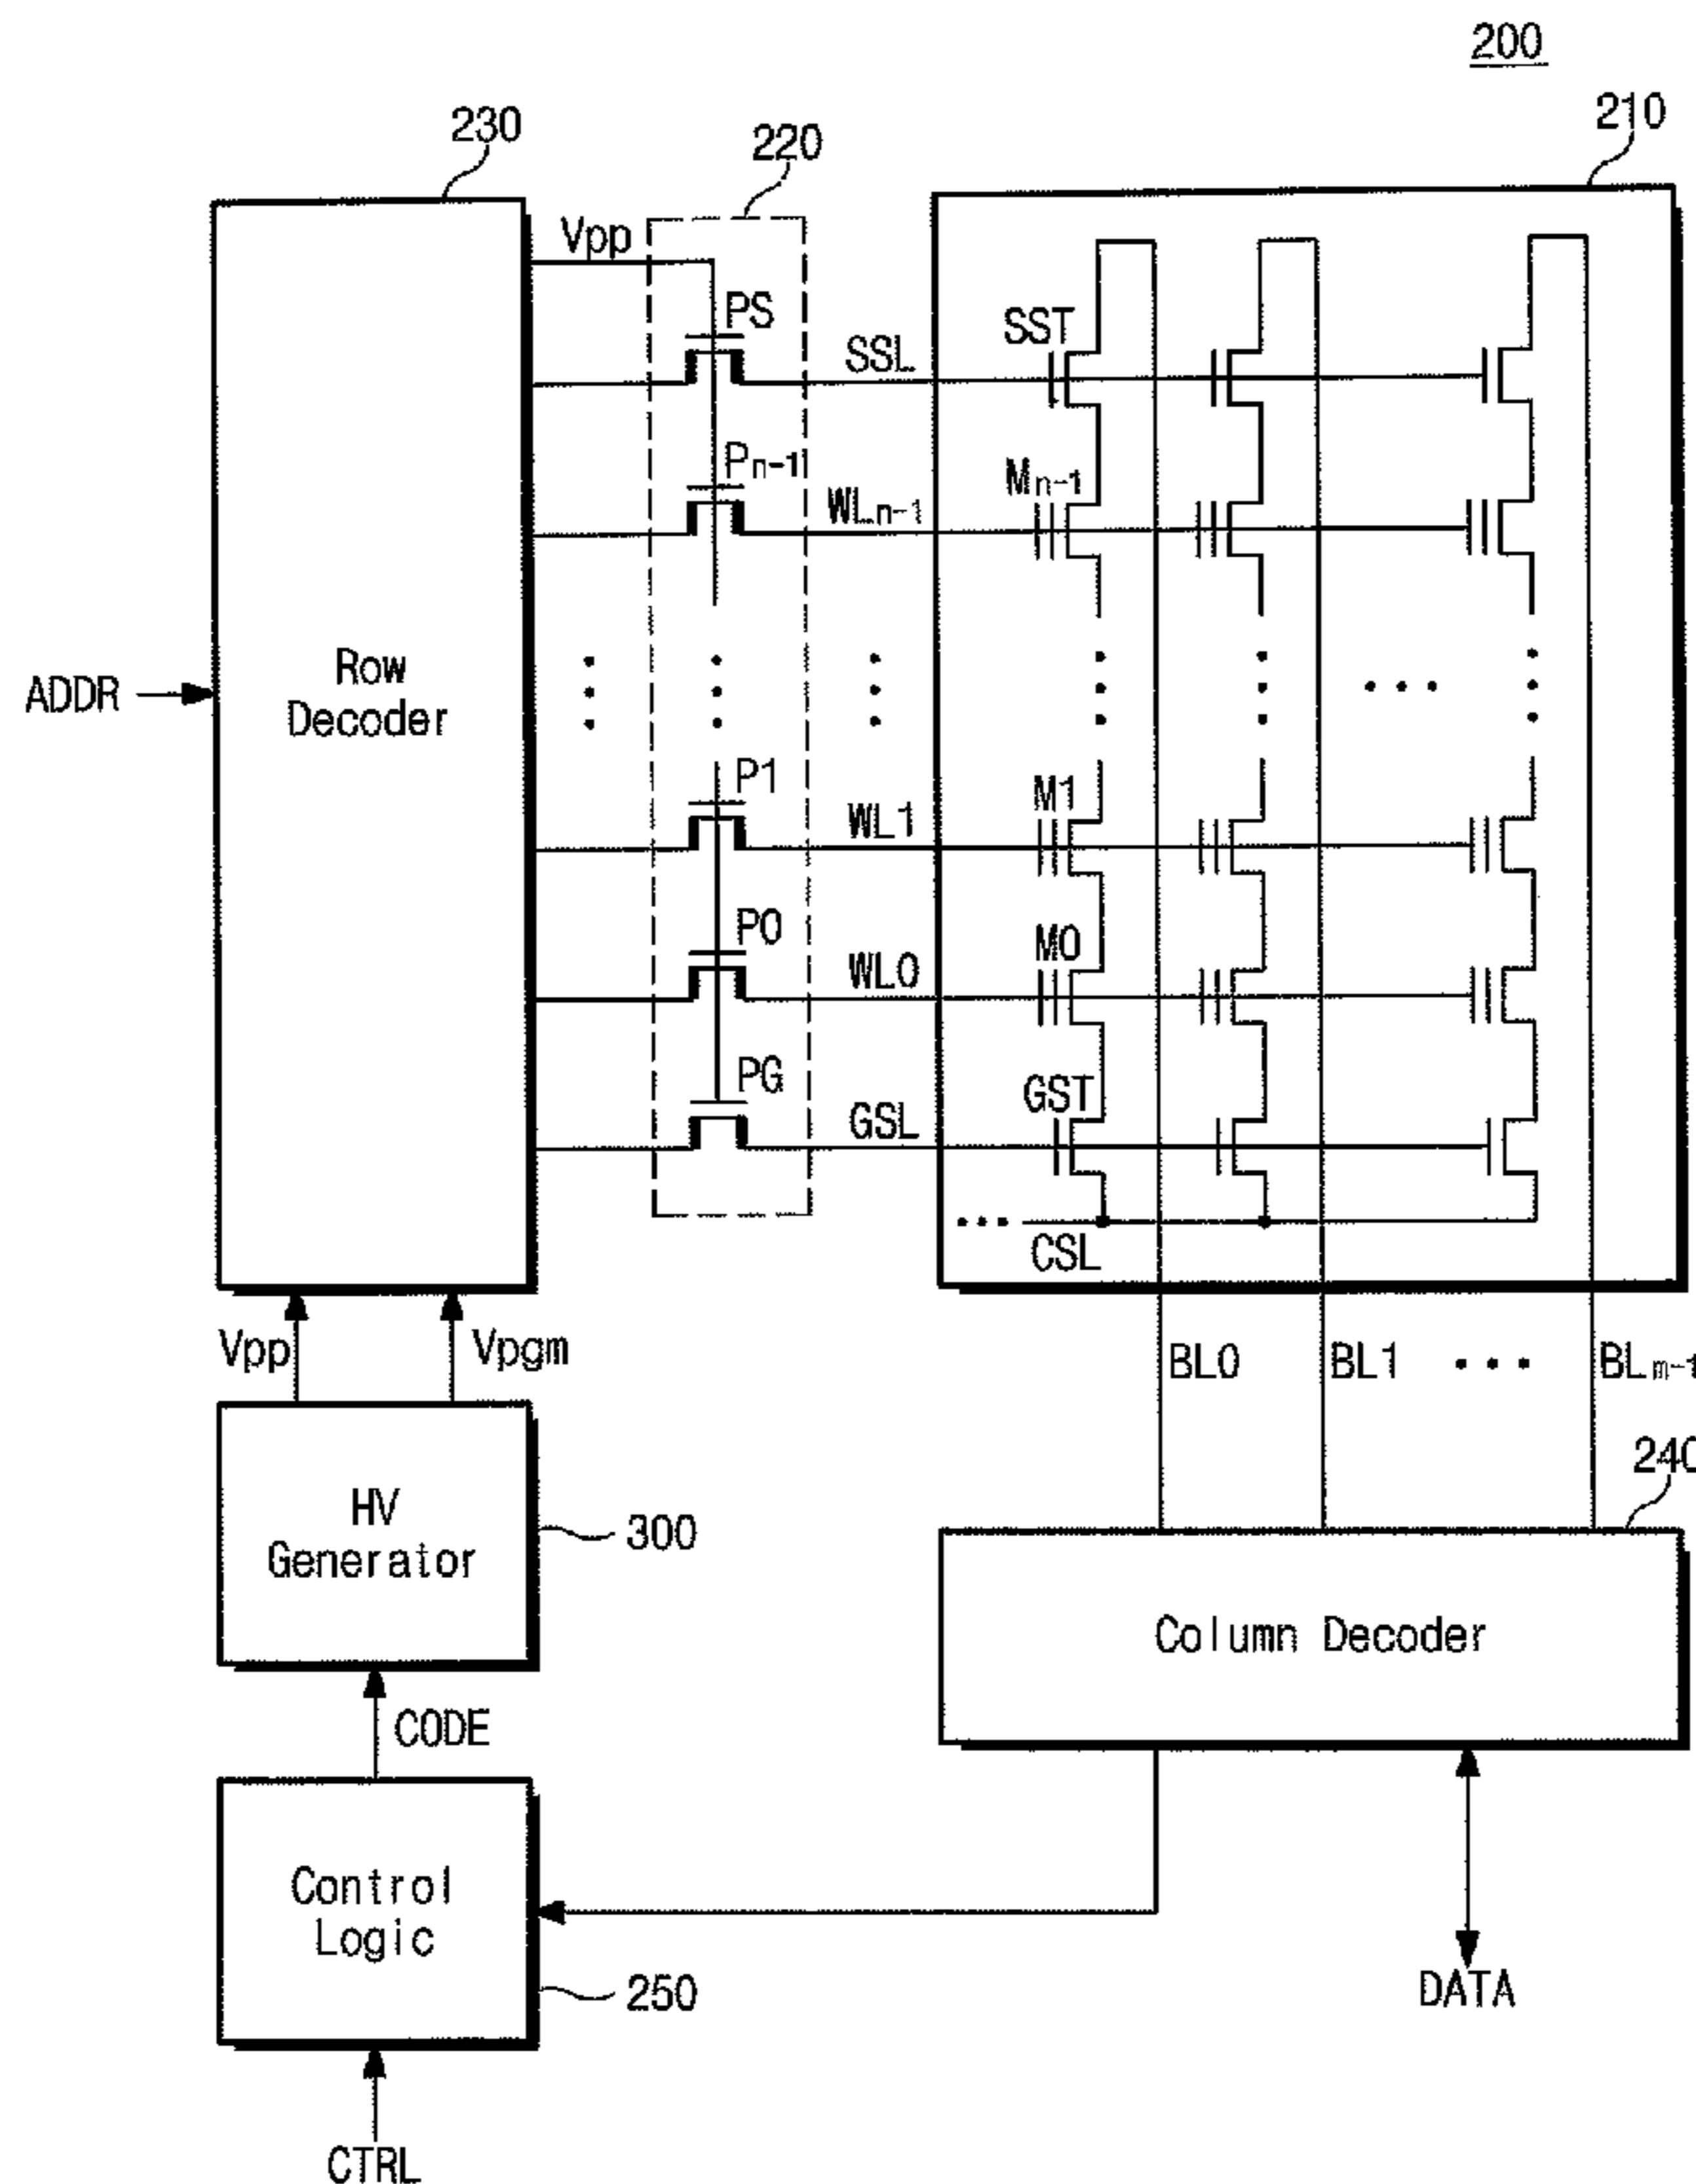 200
230
220
210
Vpp
PS
SSL
SST
Pn-1
WLn-1
Mn-1
ADDR
Row
Decoder
P1
WL1
M1
P0
WL0
M0
PG
GSL
GST
CSL
Vpp
Vpgm
BL0
BL1
BLm-1
240
HV
Generator
300
Column Decoder
CODE
Control
Logic
250
DATA
CTRL